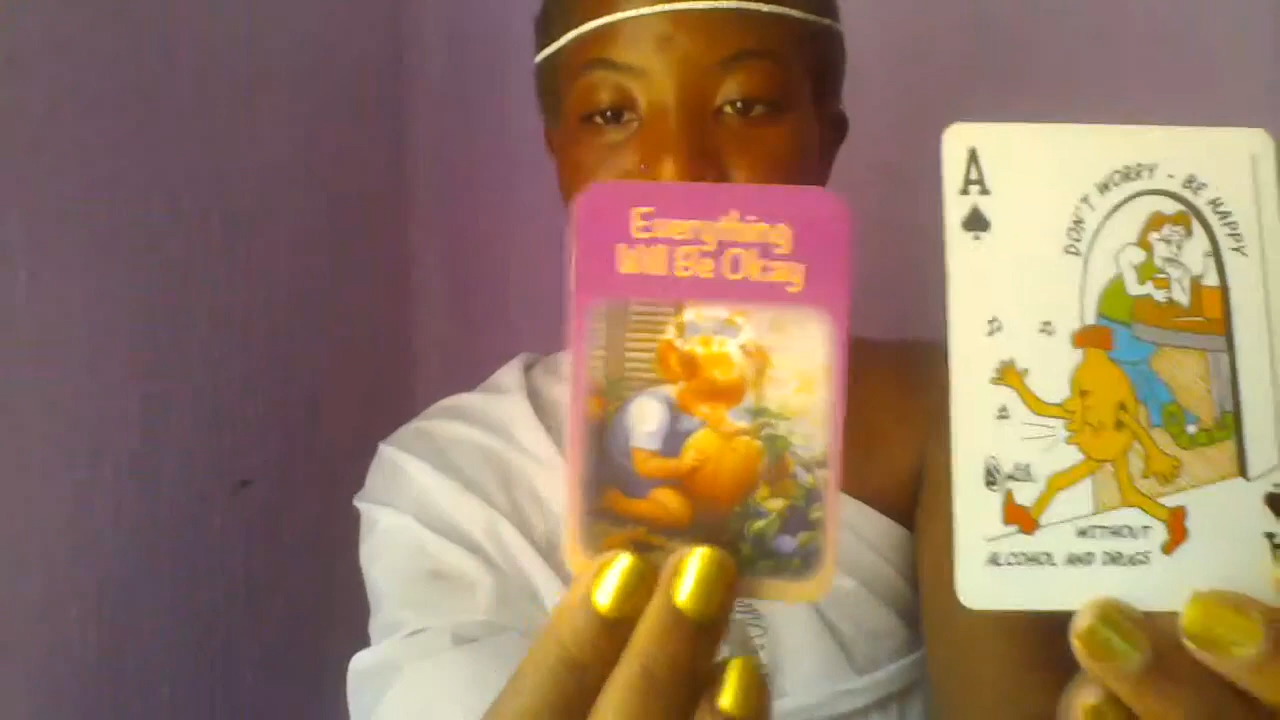 Everything
Will Be Okay
A
DON'T WORRY - BE HAPPY
WITHOUT
ALCOHOL AND DRUGS